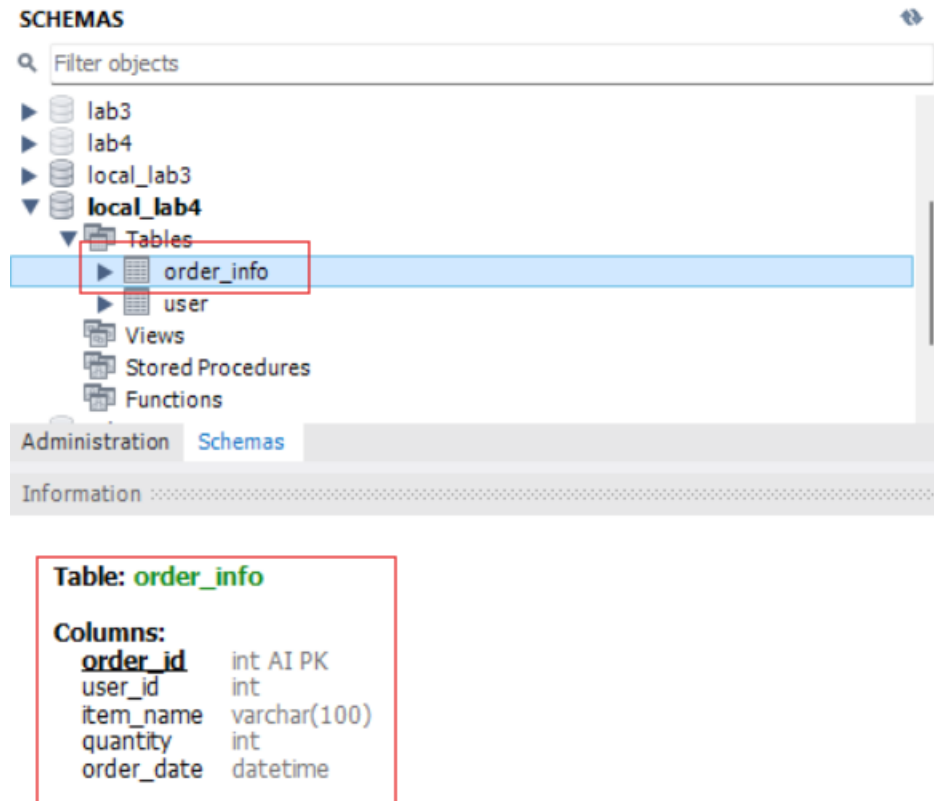 SCHEMAS
Filter objects
lab3
lab4
local_lab3
local_lab4
Tables
order_info
user
Views
Stored Procedures
Functions
Administration Schemas
Information
Table: order_info
Columns:
order_id int AI PK
user_id int
item_name varchar(100)
quantity int
order_date datetime